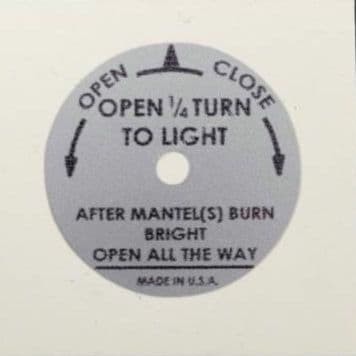 OPEN CLOSE
OPEN ¼ TURN
TO LIGHT
AFTER MANTEL(S) BURN
BRIGHT
OPEN ALL THE WAY
MADE IN U.S.A.